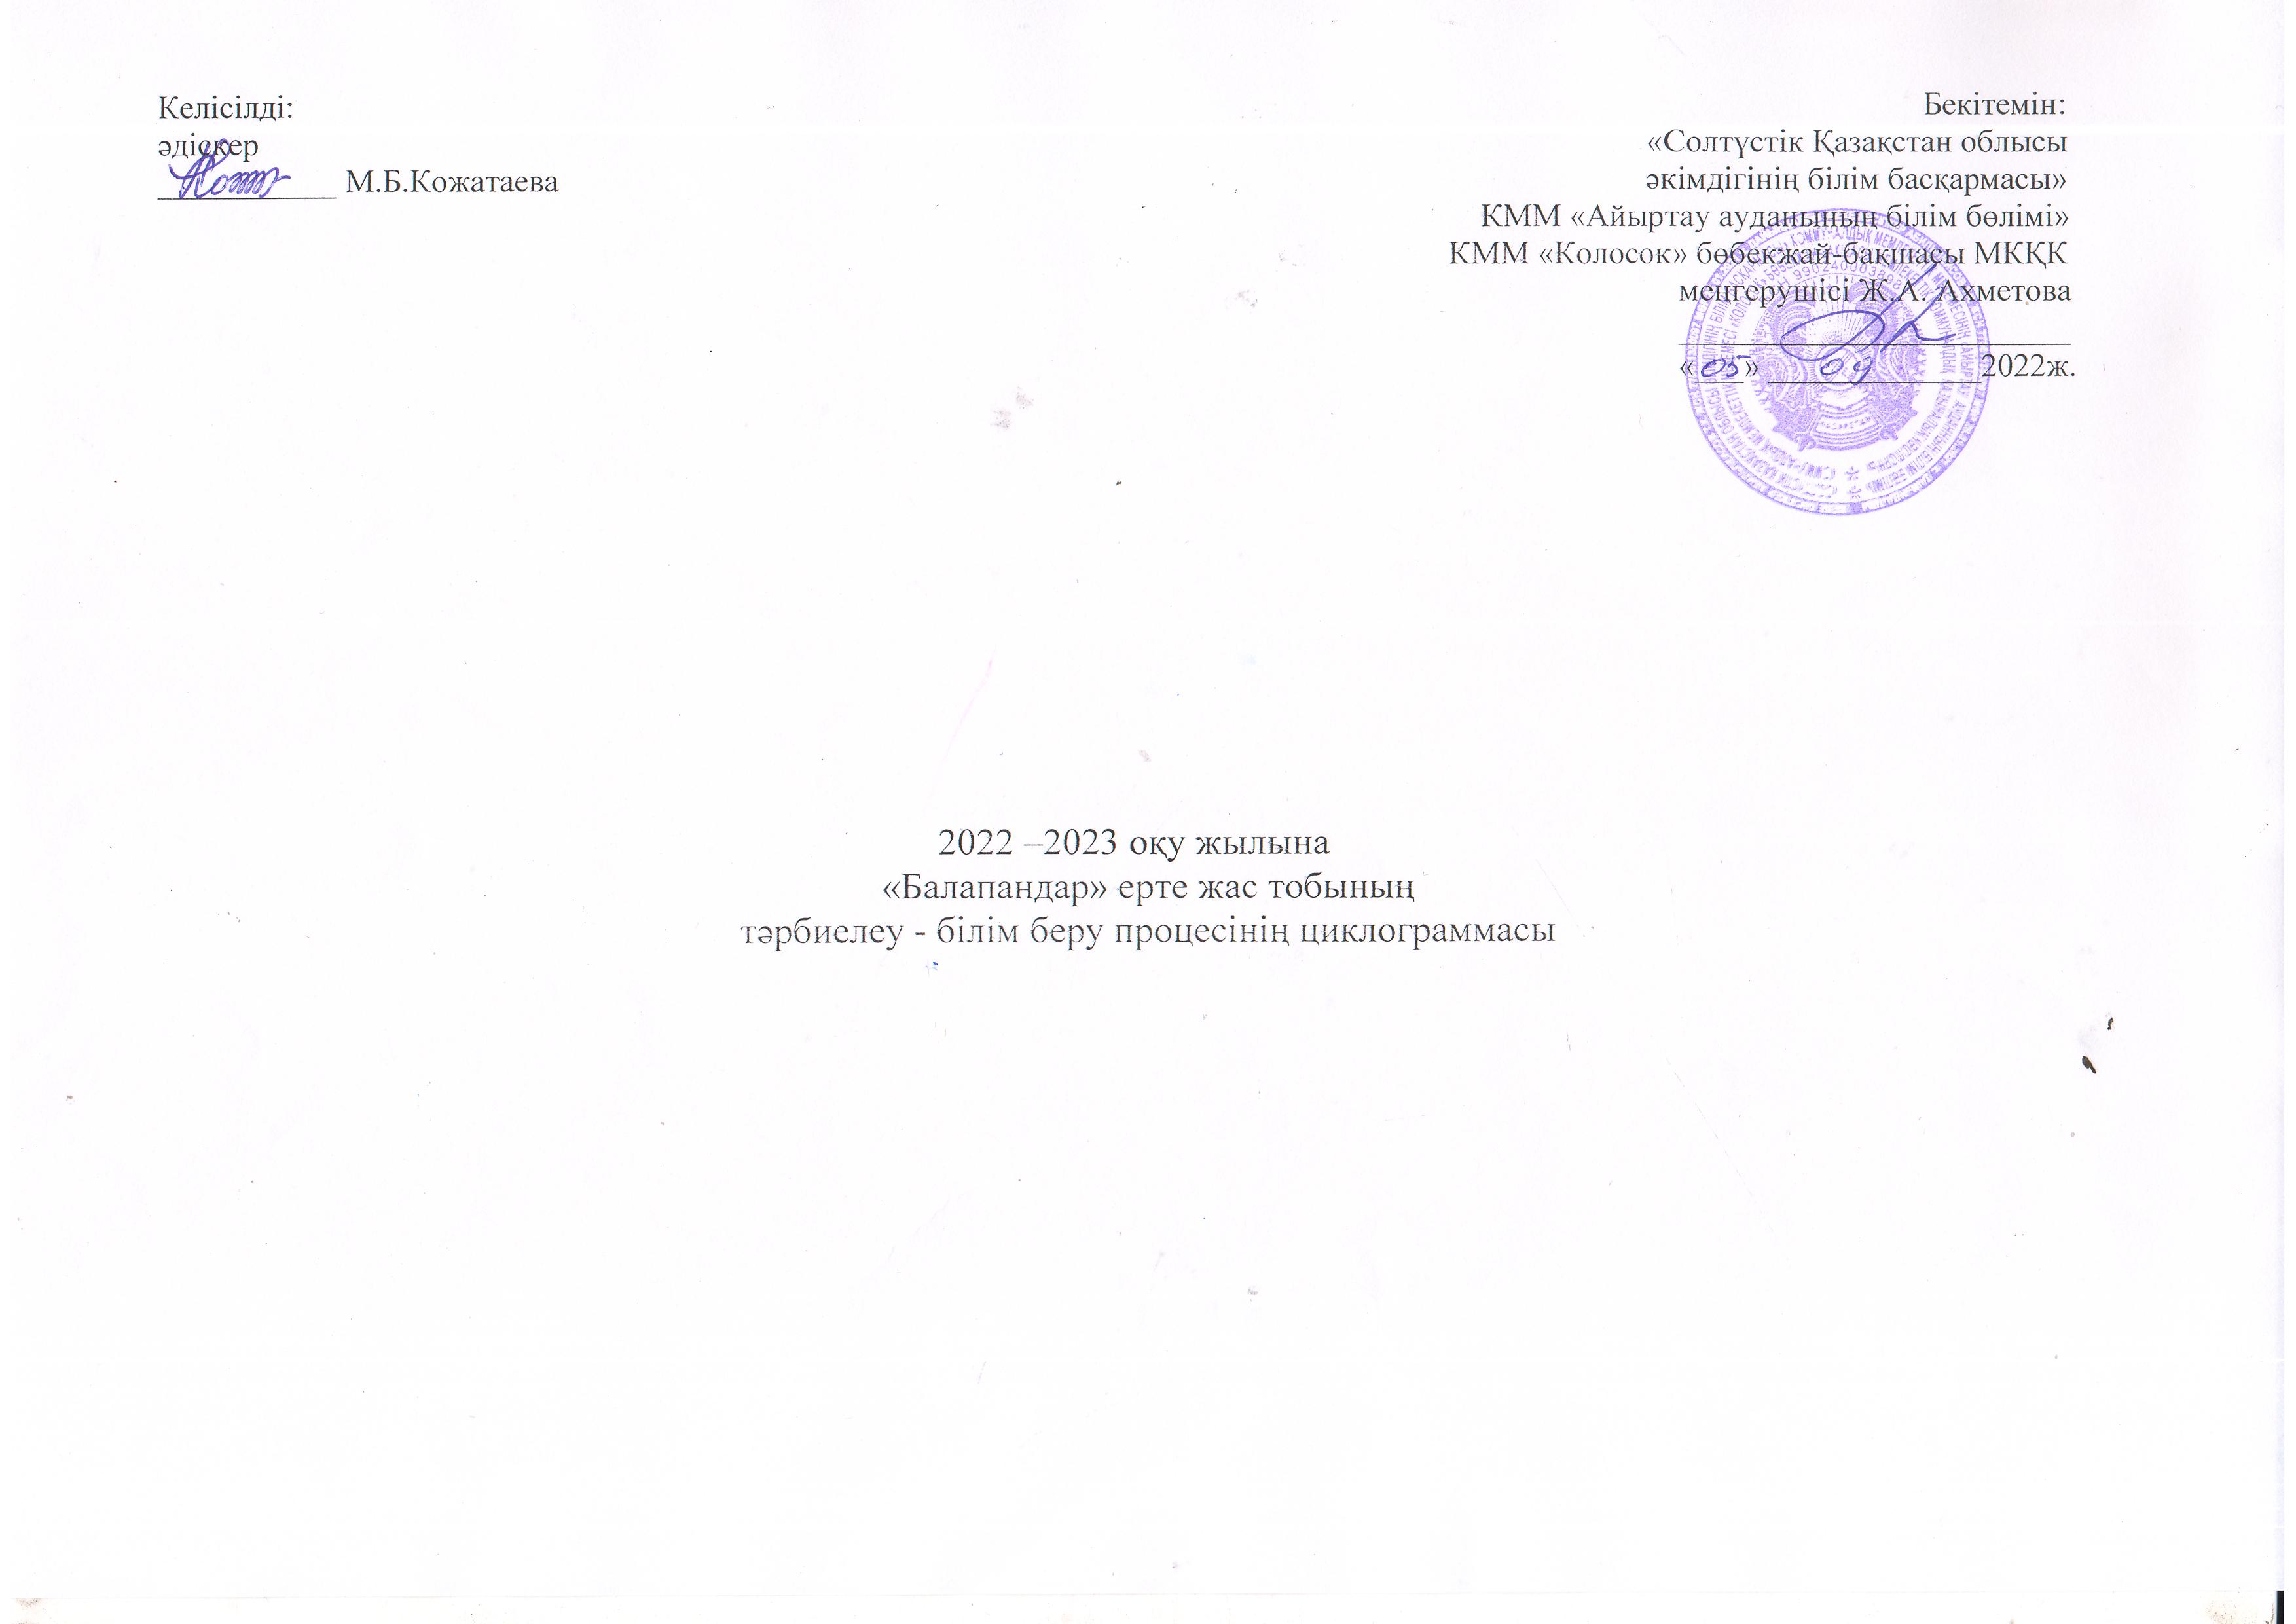 Келісілді:
әдіскер
___________ М.Б.Кожатаева
Бекітемін:
«Солтүстік Қазақстан облысы
әкімдігінің білім басқармасы»
КММ «Айыртау ауданының білім бөлімі»
КММ «Колосок» бөбекжай-бақшасы МКҚК
меңгерушісі Ж.А. Ахметова
«05» 09 2022ж.
2022 –2023 оқу жылына
«Балапандар» ерте жас тобының
тәрбиелеу - білім беру процесінің циклограммасы